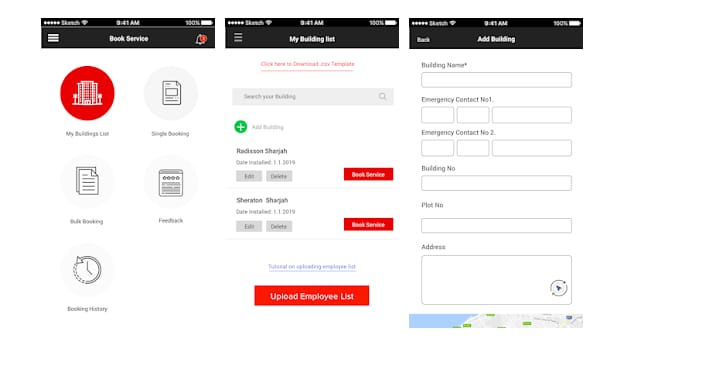 Sketch 9:41 AM 100%
Book Service
My Buildings List Single Booking
Bulk Booking Feedback
Booking History
Sketch 9:41 AM 100%
My Building list
Click here to Download .csv Template
Search your Building
Add Building
Radisson Sharjah
Date Installed: 1.1.2019
Edit Delete Book Service
Sheraton Sharjah
Date Installed: 1.1.2019
Edit Delete Book Service
Tutorial on uploading employee list
Upload Employee List
Sketch 9:41 AM 100%
Back Add Building
Building Name*
Emergency Contact No1.
Emergency Contact No 2.
Building No
Plot No
Address